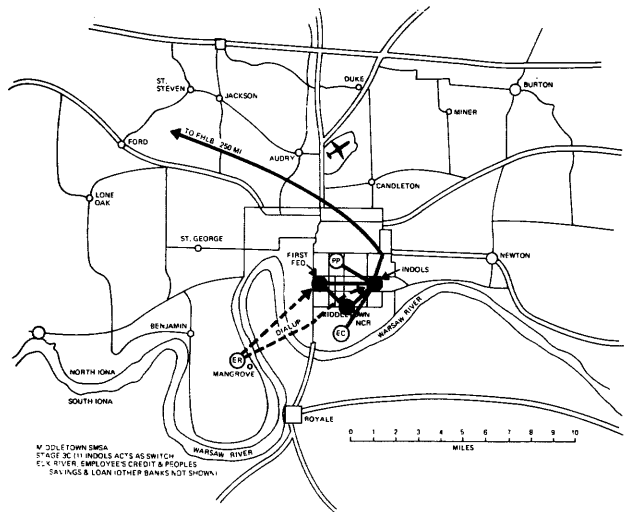 DUKE
BURTON
ST.
STEVEN
JACKSON
MINER
TO FHLB 250 MI
FORD
AUDRY
CANDLETON
LONE
OAK
ST. GEORGE
FIRST
FED
PP
NEWTON
INDOLS
MIDDLETOWN
NCR
DIALUP
EC
WARSAW RIVER
BENJAMIN
ER
MANGROVE
NORTH IONA
SOUTH IONA
ROYALE
WARSAW RIVER
0 1 2 3 4 5 6 7 8 9 10
MILES
MIDDLETOWN SMSA
STAGE 3C (1) INDOLS ACTS AS SWITCH
ELK RIVER, EMPLOYEE'S CREDIT & PEOPLES
SAVINGS & LOAN (OTHER BANKS NOT SHOWN)